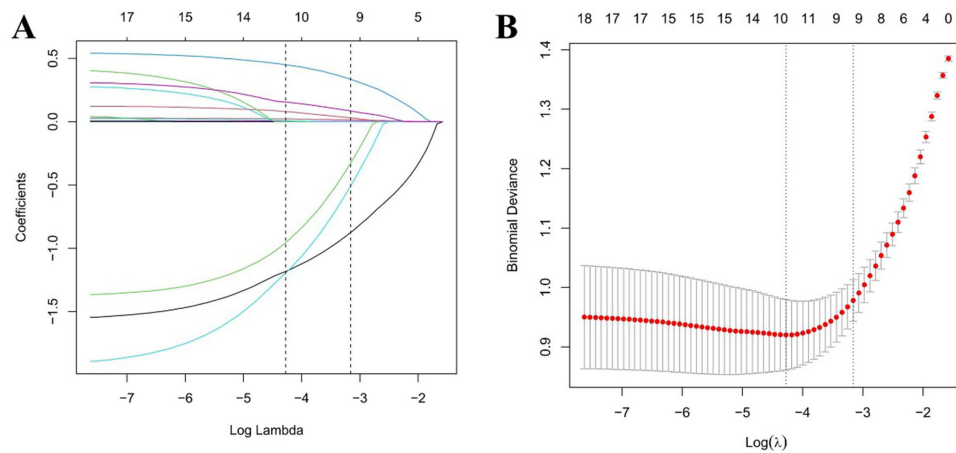 A
17 15 14 10 9 5
0.5
0.0
−0.5
−1.0
−1.5
Coefficients
−7 −6 −5 −4 −3 −2
Log Lambda
B
18 17 17 17 15 15 15 10 11 9 9 8 6 4 0
1.4
1.3
1.2
1.1
1.0
0.9
Binomial Deviance
−7 −6 −5 −4 −3 −2
Log(λ)